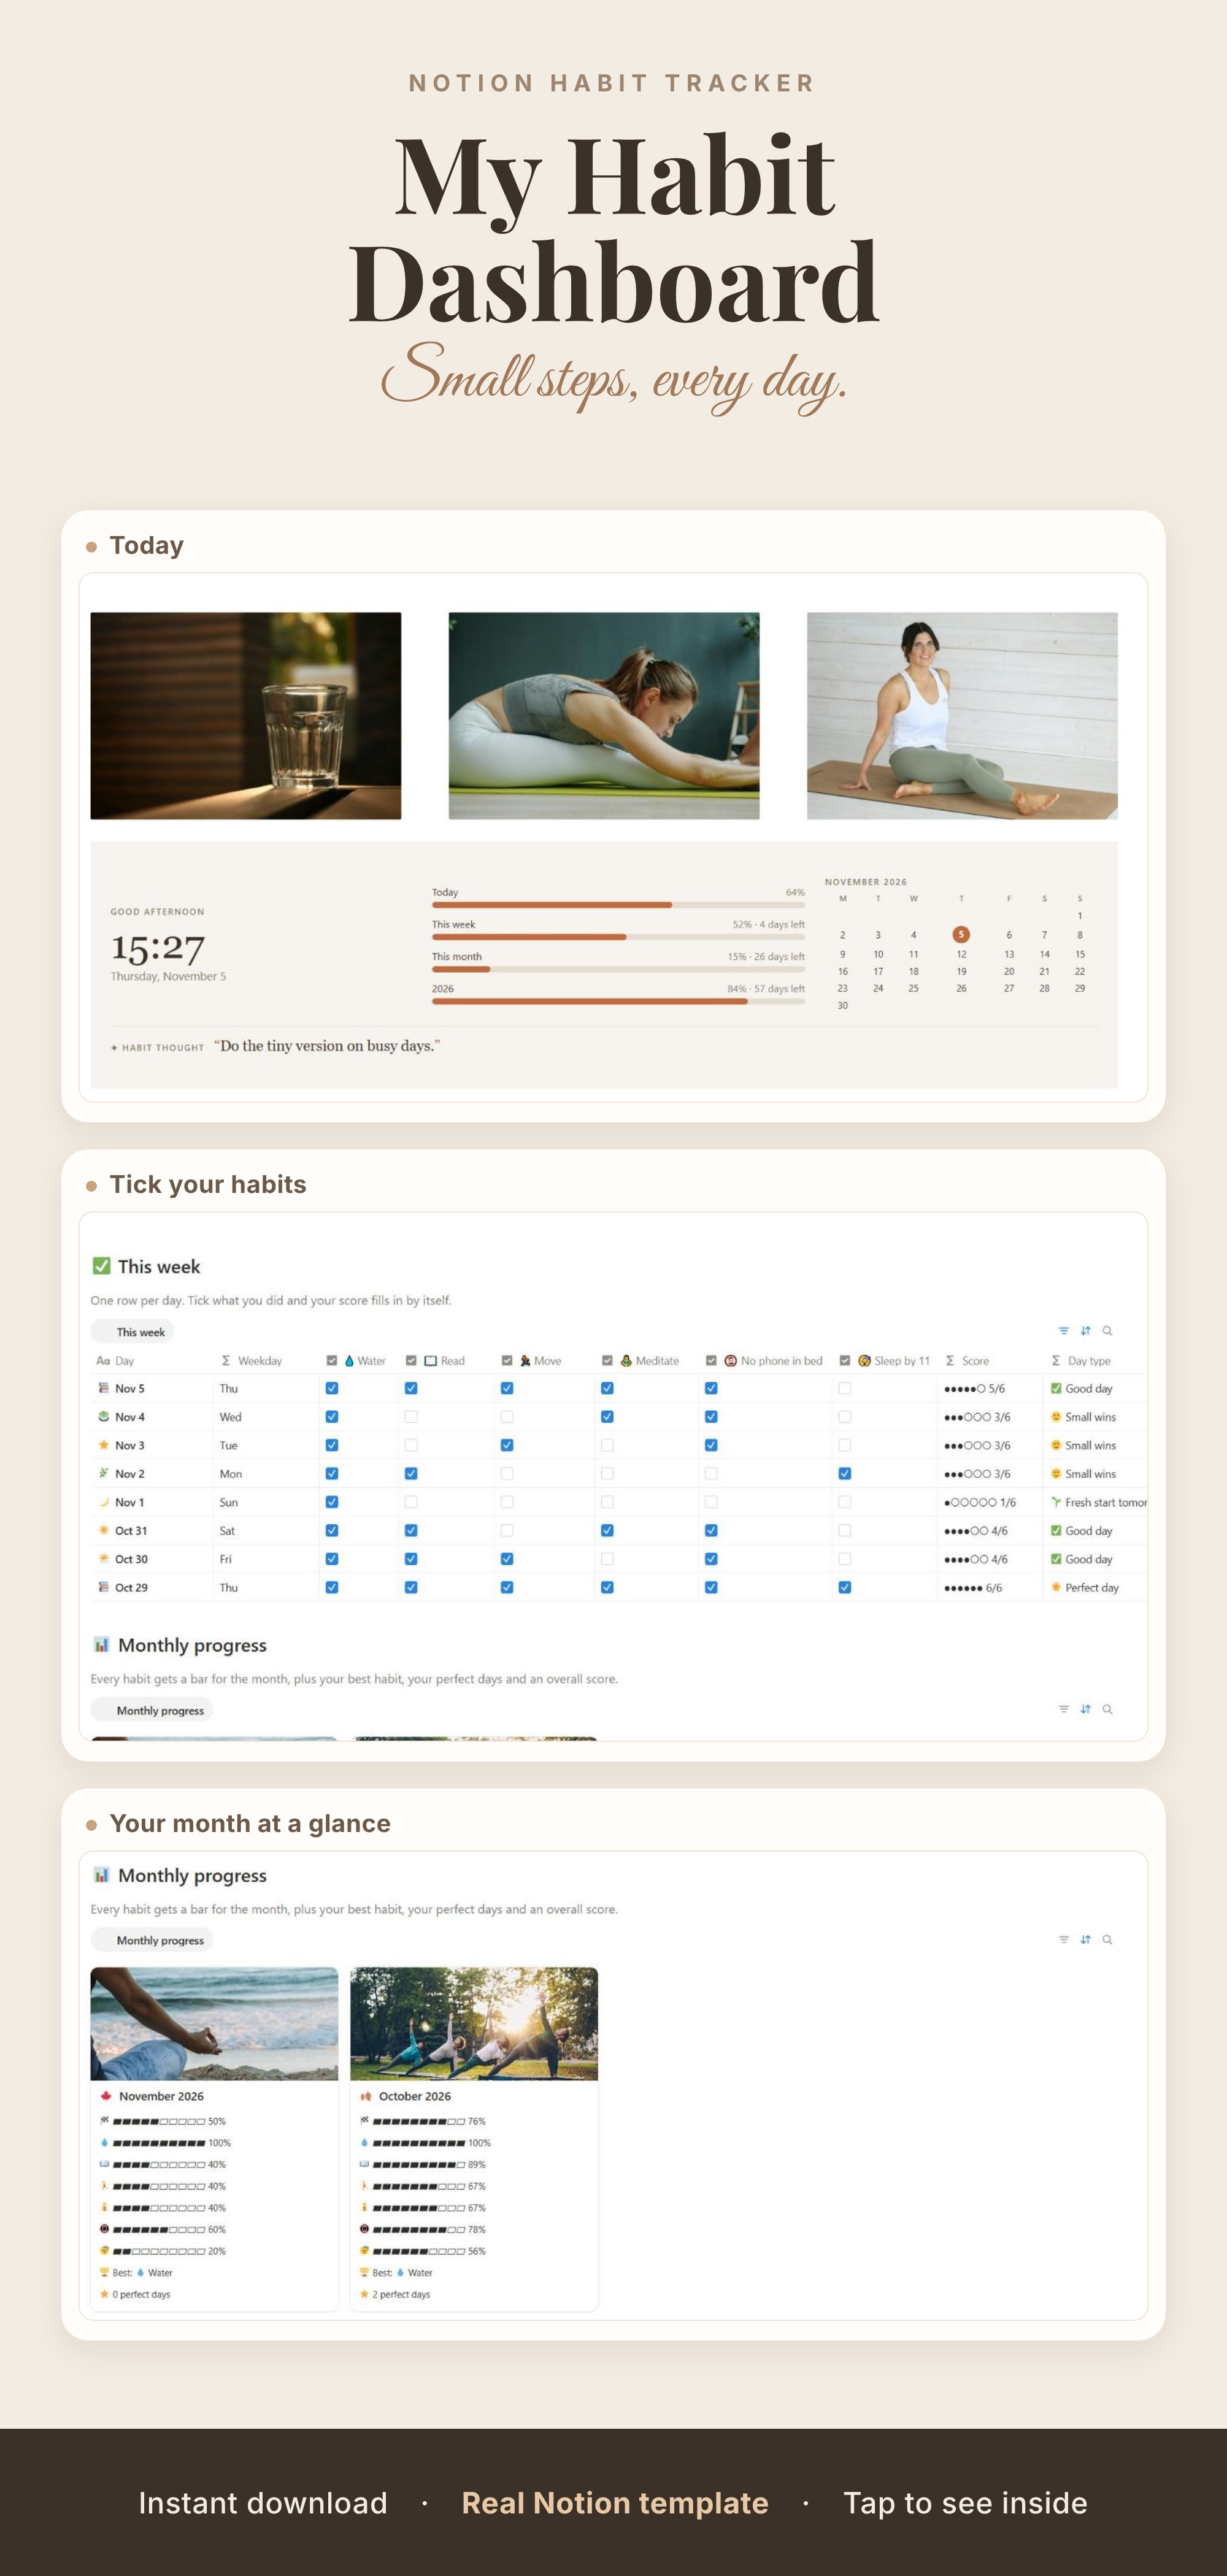 NOTION HABIT TRACKER
My Habit
Dashboard
Small steps, every day.
Today
GOOD AFTERNOON
15:27
Thursday, November 5
Today 64%
This week 52% · 4 days left
This month 15% · 26 days left
2026 84% · 57 days left
NOVEMBER 2026
M T W T F S S
1
2 3 4 5 6 7 8
9 10 11 12 13 14 15
16 17 18 19 20 21 22
23 24 25 26 27 28 29
30
✦ HABIT THOUGHT “Do the tiny version on busy days.”
Tick your habits
This week
One row per day. Tick what you did and your score fills in by itself.
This week
Aa Day Σ Weekday Water Read Move Meditate No phone in bed Sleep by 11 Σ Score Σ Day type
Nov 5 Thu ●●●●●○ 5/6 Good day
Nov 4 Wed ●●●○○○ 3/6 Small wins
Nov 3 Tue ●●●○○○ 3/6 Small wins
Nov 2 Mon ●●●○○○ 3/6 Small wins
Nov 1 Sun ●○○○○○ 1/6 Fresh start tomor
Oct 31 Sat ●●●●○○ 4/6 Good day
Oct 30 Fri ●●●●○○ 4/6 Good day
Oct 29 Thu ●●●●●● 6/6 Perfect day
Monthly progress
Every habit gets a bar for the month, plus your best habit, your perfect days and an overall score.
Monthly progress
Your month at a glance
Monthly progress
Every habit gets a bar for the month, plus your best habit, your perfect days and an overall score.
Monthly progress
November 2026
50%
100%
40%
40%
40%
60%
20%
Best: Water
0 perfect days
October 2026
76%
100%
89%
67%
67%
78%
56%
Best: Water
2 perfect days
Instant download · Real Notion template · Tap to see inside